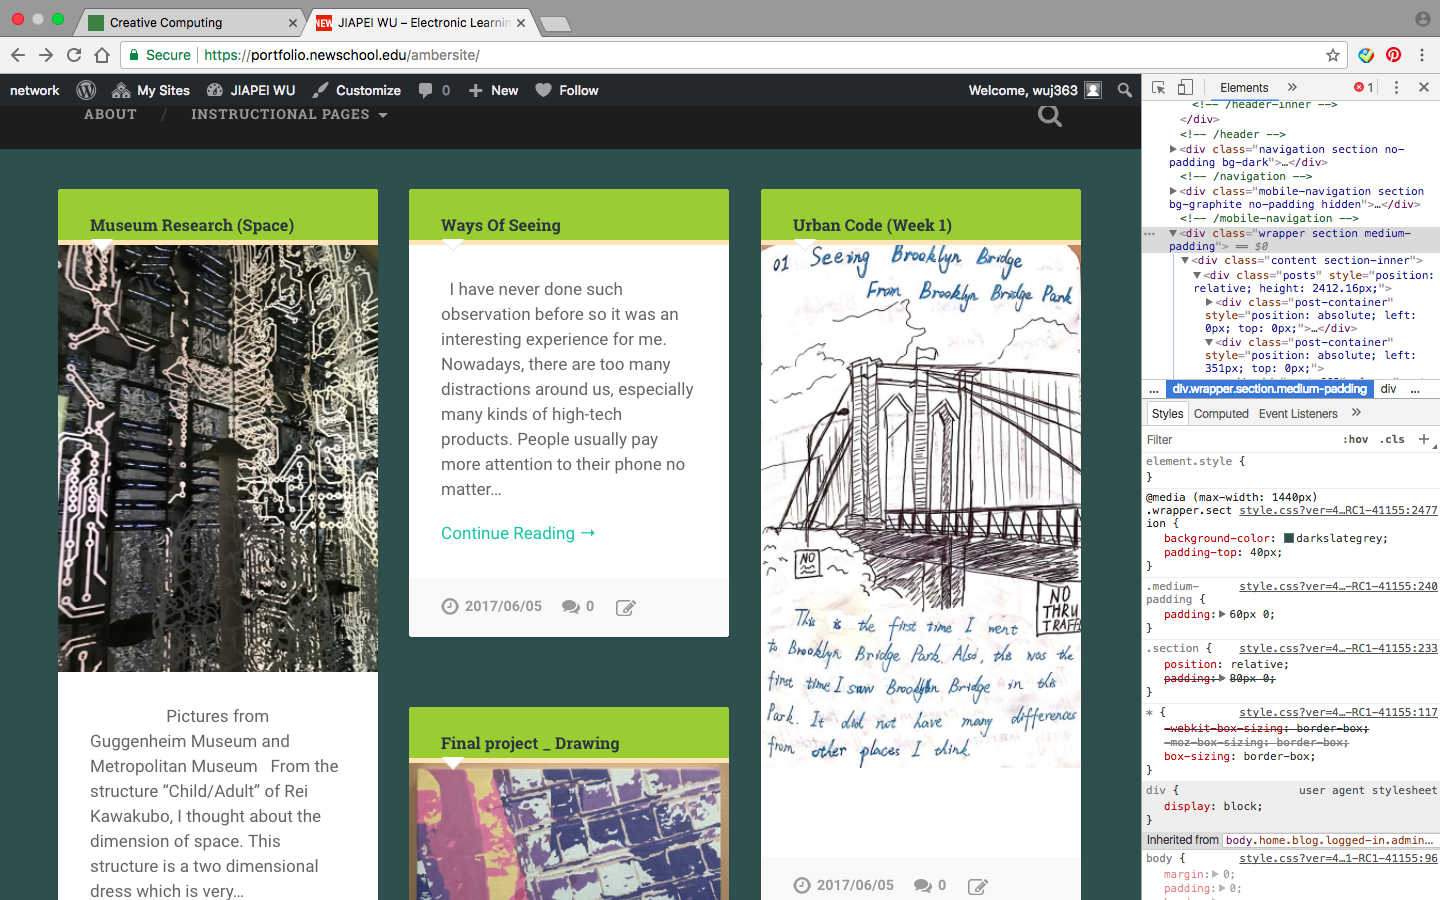 Creative Computing
NEW JIAPEI WU – Electronic Learnin
Secure https://portfolio.newschool.edu/ambersite/
network My Sites JIAPEI WU Customize 0 New Follow Welcome, wuj363
ABOUT / INSTRUCTIONAL PAGES
Museum Research (Space)
Pictures from
Guggenheim Museum and
Metropolitan Museum From the
structure “Child/Adult” of Rei
Kawakubo, I thought about the
dimension of space. This
structure is a two dimensional
dress which is very...
Ways Of Seeing
I have never done such
observation before so it was an
interesting experience for me.
Nowadays, there are too many
distractions around us, especially
many kinds of high-tech
products. People usually pay
more attention to their phone no
matter...
Continue Reading →
2017/06/05 0
Final project _ Drawing
Urban Code (Week 1)
01 Seeing Brooklyn Bridge
From Brooklyn Bridge Park
NO
NO
THRU
TRAFF
This is the first time I went
to Brooklyn Bridge Park. Also, this was the
first time I saw Brooklyn Bridge in this
Park. It did not have many differences
from other places I think.
2017/06/05 0
Elements » 1
<!-- /header-inner -->
</div>
<!-- /header -->
<div class="navigation section no-
padding bg-dark">…</div>
<!-- /navigation -->
<div class="mobile-navigation section
bg-graphite no-padding hidden">…</div>
<!-- /mobile-navigation -->
<div class="wrapper section medium-
padding"> == $0
<div class="content section-inner">
<div class="posts" style="position:
relative; height: 2412.16px;">
<div class="post-container"
style="position: absolute; left:
0px; top: 0px;">…</div>
<div class="post-container"
style="position: absolute; left:
351px; top: 0px;">
... div.wrapper.section.medium-padding div ...
Styles Computed Event Listeners »
Filter :hov .cls +
element.style {
}
@media (max-width: 1440px)
.wrapper.sect style.css?ver=4…RC1-41155:2477
ion {
background-color: darkslategrey;
padding-top: 40px;
}
.medium- style.css?ver=4…-RC1-41155:240
padding {
padding: 60px 0;
}
.section { style.css?ver=4…-RC1-41155:233
position: relative;
padding: 80px 0;
}
* { style.css?ver=4…-RC1-41155:117
-webkit-box-sizing: border-box;
-moz-box-sizing: border-box;
box-sizing: border-box;
}
div { user agent stylesheet
display: block;
}
Inherited from body.home.blog.logged-in.admin…
body { style.css?ver=4…1-RC1-41155:96
margin: 0;
padding: 0;